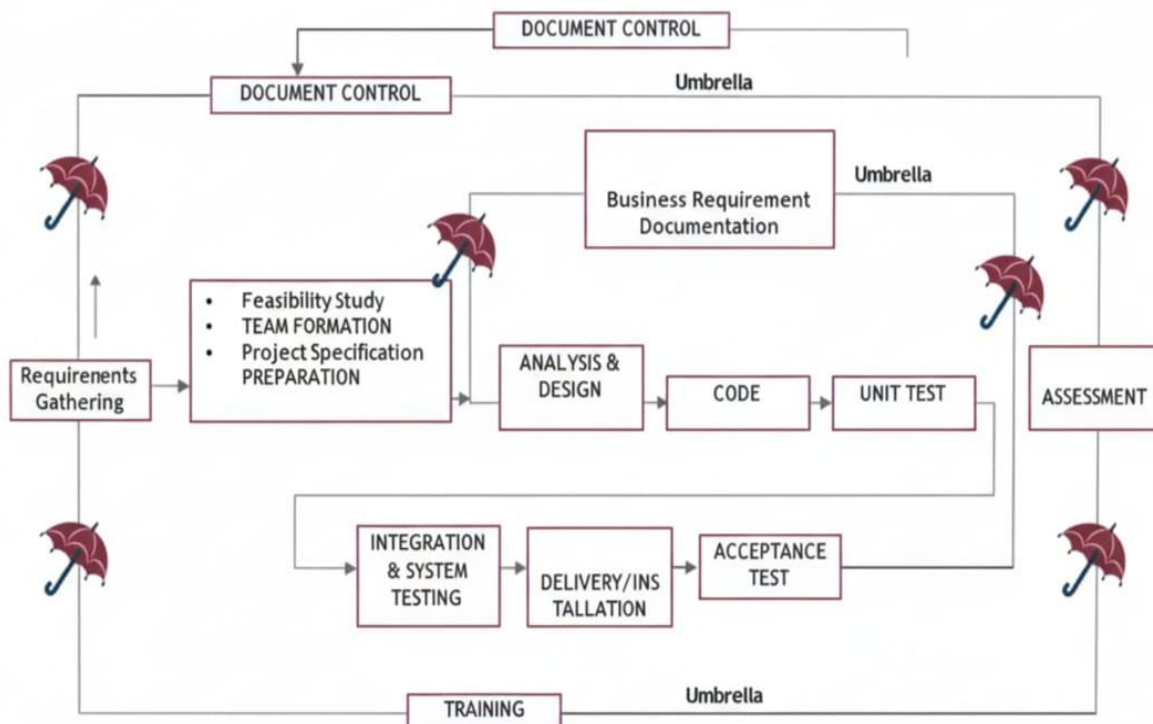 DOCUMENT CONTROL
DOCUMENT CONTROL
Umbrella
Umbrella
Business Requirement
Documentation
• Feasibility Study
• TEAM FORMATION
• Project Specification
PREPARATION
Requirenents
Gathering
ANALYSIS &
DESIGN
CODE
UNIT TEST
ASSESSMENT
INTEGRATION
& SYSTEM
TESTING
DELIVERY/INS
TALLATION
ACCEPTANCE
TEST
TRAINING
Umbrella